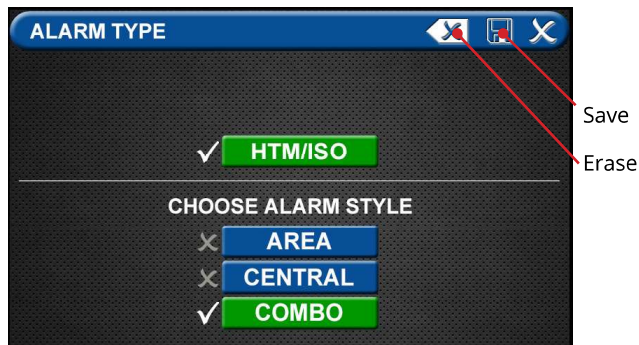 ALARM TYPE
Save
Erase
HTM/ISO
CHOOSE ALARM STYLE
AREA
CENTRAL
COMBO